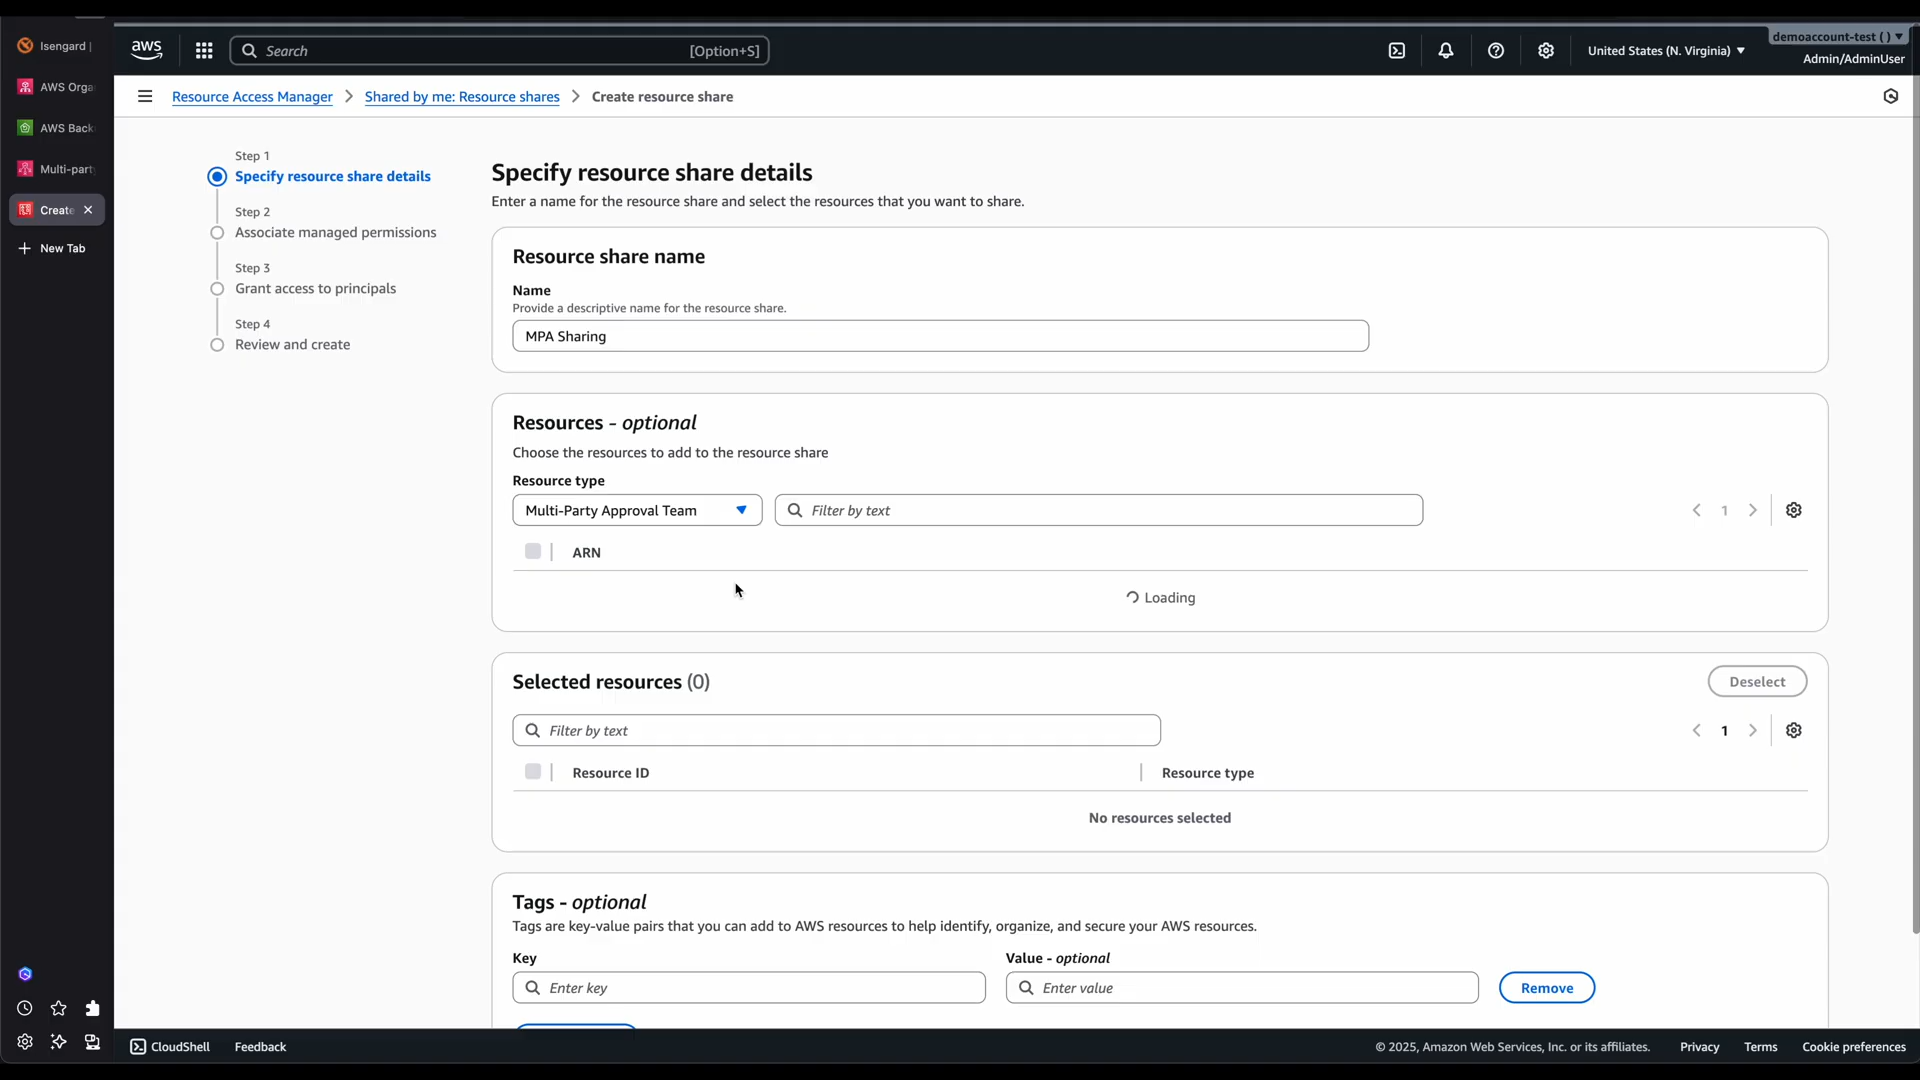 Isengard |
AWS Orga
AWS Back
Multi-part
Create
New Tab
aws
Search
[Option+S]
United States (N. Virginia)
demoaccount-test ( )
Admin/AdminUser
Resource Access Manager
Shared by me: Resource shares
Create resource share
Step 1
Specify resource share details
Step 2
Associate managed permissions
Step 3
Grant access to principals
Step 4
Review and create
Specify resource share details
Enter a name for the resource share and select the resources that you want to share.
Resource share name
Name
Provide a descriptive name for the resource share.
MPA Sharing
Resources - optional
Choose the resources to add to the resource share
Resource type
Multi-Party Approval Team
Filter by text
1
ARN
Loading
Selected resources (0)
Deselect
Filter by text
1
Resource ID
Resource type
No resources selected
Tags - optional
Tags are key-value pairs that you can add to AWS resources to help identify, organize, and secure your AWS resources.
Key
Value - optional
Enter key
Enter value
Remove
CloudShell
Feedback
© 2025, Amazon Web Services, Inc. or its affiliates.
Privacy
Terms
Cookie preferences